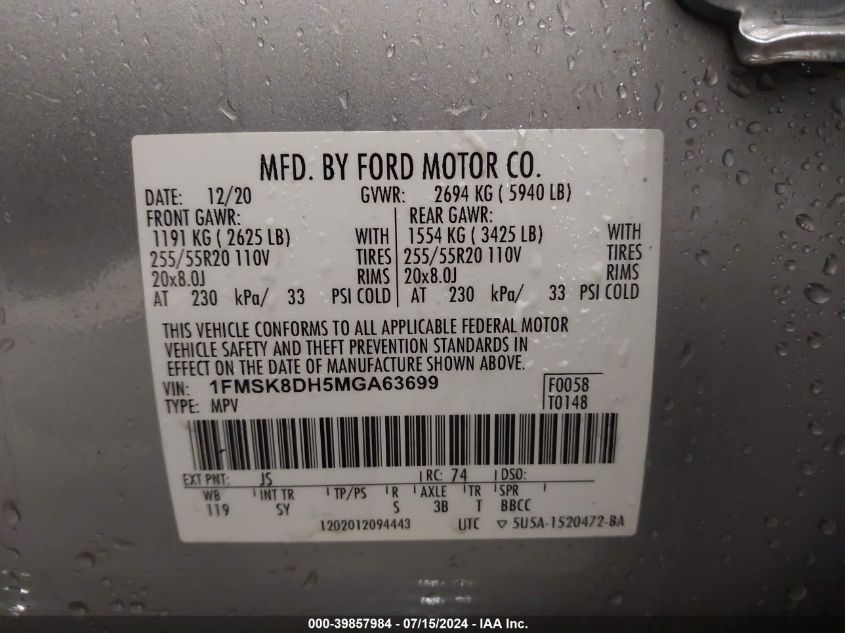 MFD. BY FORD MOTOR CO.
DATE: 12/20 GVWR: 2694 KG ( 5940 LB)
FRONT GAWR: REAR GAWR:
1191 KG ( 2625 LB) WITH 1554 KG ( 3425 LB) WITH
255/55R20 110V TIRES 255/55R20 110V TIRES
20x8.0J RIMS 20x8.0J RIMS
AT 230 kPa/ 33 PSI COLD AT 230 kPa/ 33 PSI COLD
THIS VEHICLE CONFORMS TO ALL APPLICABLE FEDERAL MOTOR
VEHICLE SAFETY AND THEFT PREVENTION STANDARDS IN
EFFECT ON THE DATE OF MANUFACTURE SHOWN ABOVE.
VIN: 1FMSK8DH5MGA63699 F0058
TYPE: MPV T0148
EXT PNT: JS RC: 74 DSO:
WB INT TR TP/PS R AXLE TR SPR
119 SY S 3B T BBCC
1202012094443 UTC ▽ 5U5A-1520472-BA
000-39857984 - 07/15/2024 - IAA Inc.